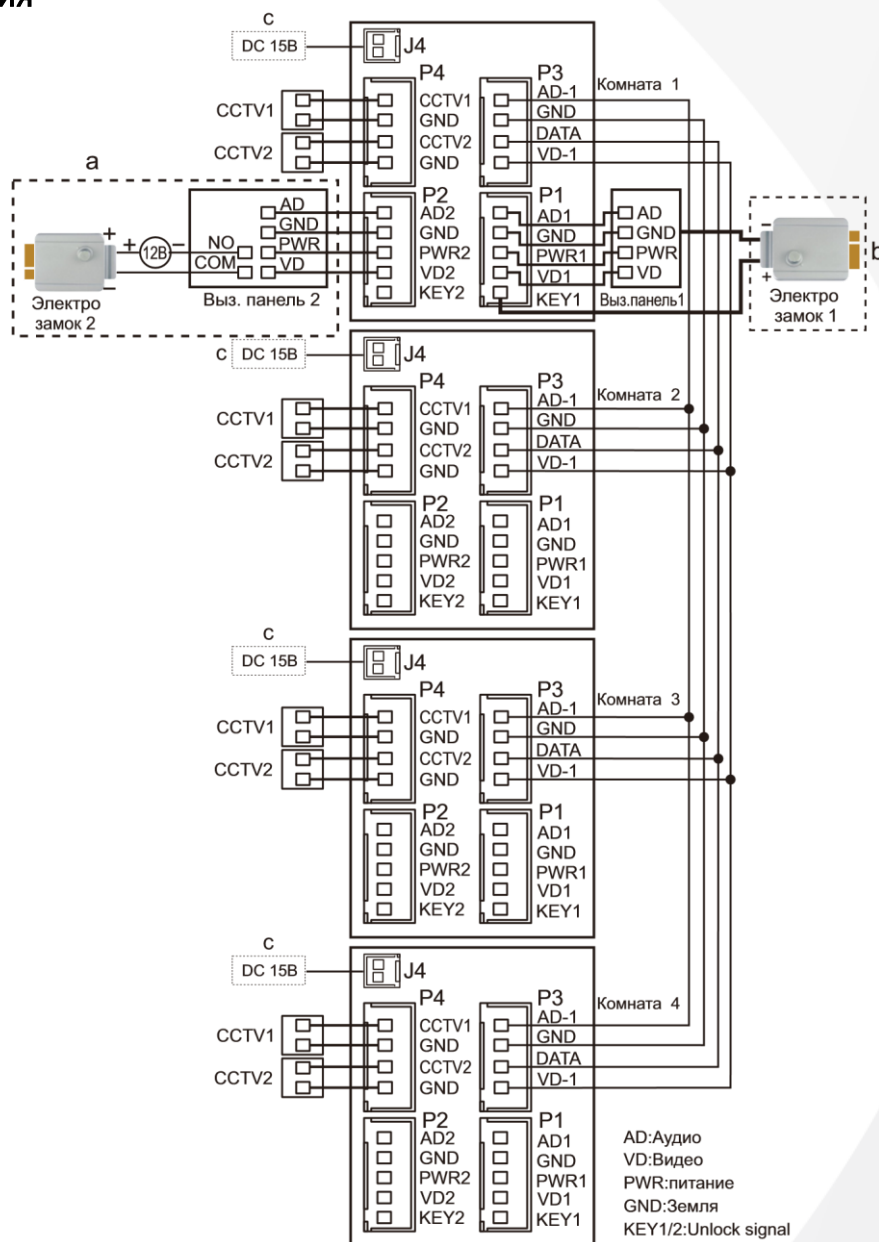 ия
c
DC 15В
J4
P4
P3
CCTV1
GND
CCTV2
GND
AD-1
GND
DATA
VD-1
Комната 1
CCTV1
CCTV2
a
P2
P1
AD2
GND
PWR2
VD2
KEY2
AD1
GND
PWR1
VD1
KEY1
AD
GND
PWR
VD
NO
COM
+
+
12В
−
−
Электро
замок 2
Выз. панель 2
AD
GND
PWR
VD
Выз.панель1
−
+
b
Электро
замок 1
c
DC 15В
J4
P4
P3
CCTV1
GND
CCTV2
GND
AD-1
GND
DATA
VD-1
Комната 2
CCTV1
CCTV2
P2
P1
AD2
GND
PWR2
VD2
KEY2
AD1
GND
PWR1
VD1
KEY1
c
DC 15В
J4
P4
P3
CCTV1
GND
CCTV2
GND
AD-1
GND
DATA
VD-1
Комната 3
CCTV1
CCTV2
P2
P1
AD2
GND
PWR2
VD2
KEY2
AD1
GND
PWR1
VD1
KEY1
c
DC 15В
J4
P4
P3
CCTV1
GND
CCTV2
GND
AD-1
GND
DATA
VD-1
Комната 4
CCTV1
CCTV2
P2
P1
AD2
GND
PWR2
VD2
KEY2
AD1
GND
PWR1
VD1
KEY1
AD:Аудио
VD:Видео
PWR:питание
GND:Земля
KEY1/2:Unlock signal